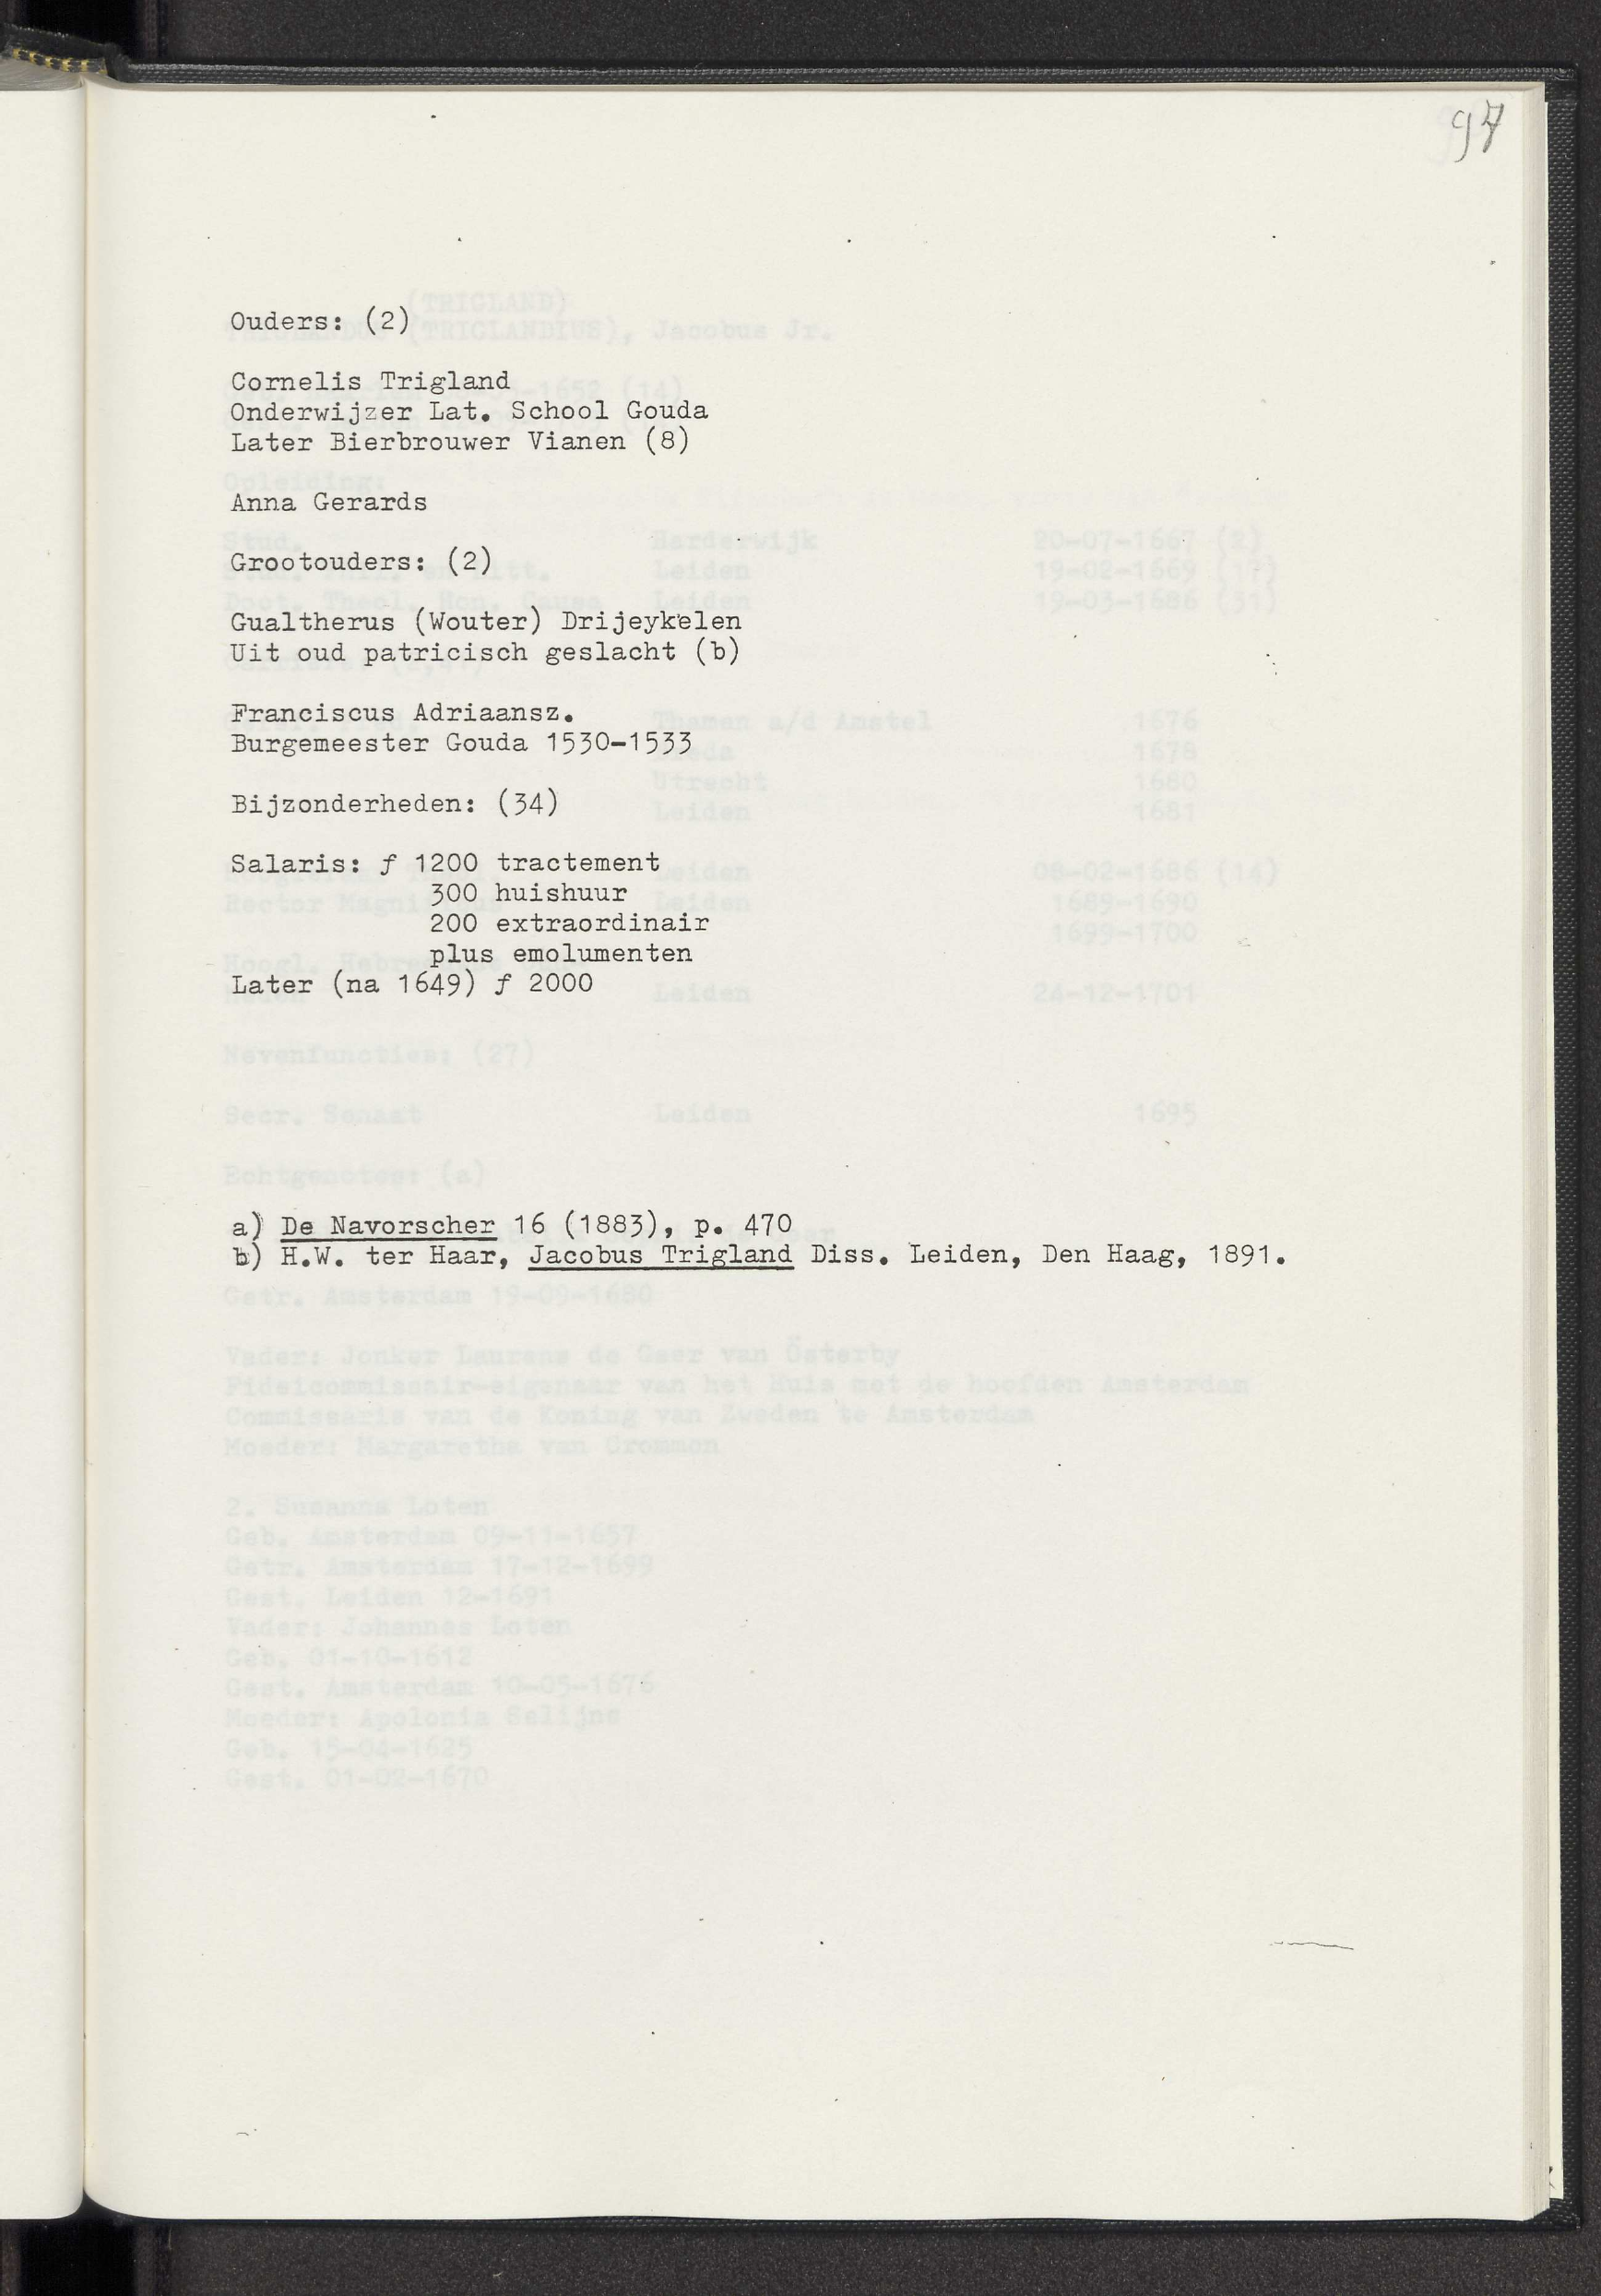 97
Ouders: (2)
Cornelis Trigland
Onderwijzer Lat. School Gouda
Later Bierbrouwer Vianen (8)
Anna Gerards
Grootouders: (2)
Gualtherus (Wouter) Drijeykelen
Uit oud patricisch geslacht (b)
Franciscus Adriaansz.
Burgemeester Gouda 1530-1533
Bijzonderheden: (34)
Salaris: ƒ 1200 tractement
300 huishuur
200 extraordinair
plus emolumenten
Later (na 1649) ƒ 2000
a) De Navorscher 16 (1883), p. 470
b) H.W. ter Haar, Jacobus Trigland Diss. Leiden, Den Haag, 1891.